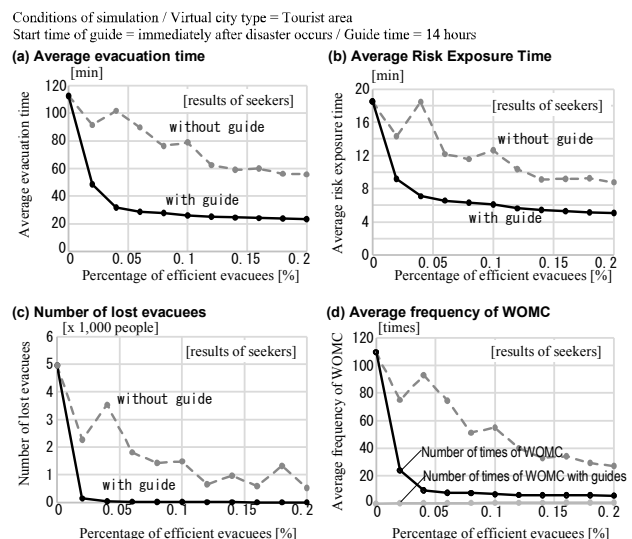 Conditions of simulation / Virtual city type = Tourist area
Start time of guide = immediately after disaster occurs / Guide time = 14 hours
(a) Average evacuation time
[min]
Average evacuation time
120
100
80
60
40
20
0
[results of seekers]
without guide
with guide
0 0.05 0.1 0.15 0.2
Percentage of efficient evacuees [%]
(b) Average Risk Exposure Time
[min]
Average risk exposure time
20
16
12
8
4
0
[results of seekers]
without guide
with guide
0 0.05 0.1 0.15 0.2
Percentage of efficient evacuees [%]
(c) Number of lost evacuees
[x 1,000 people]
Number of lost evacuees
6
5
4
3
2
1
0
[results of seekers]
without guide
with guide
0 0.05 0.1 0.15 0.2
Percentage of efficient evacuees [%]
(d) Average frequency of WOMC
[times]
Average frequency of WOMC
120
100
80
60
40
20
0
[results of seekers]
Number of times of WOMC
Number of times of WOMC with guides
0 0.05 0.1 0.15 0.2
Percentage of efficient evacuees [%]